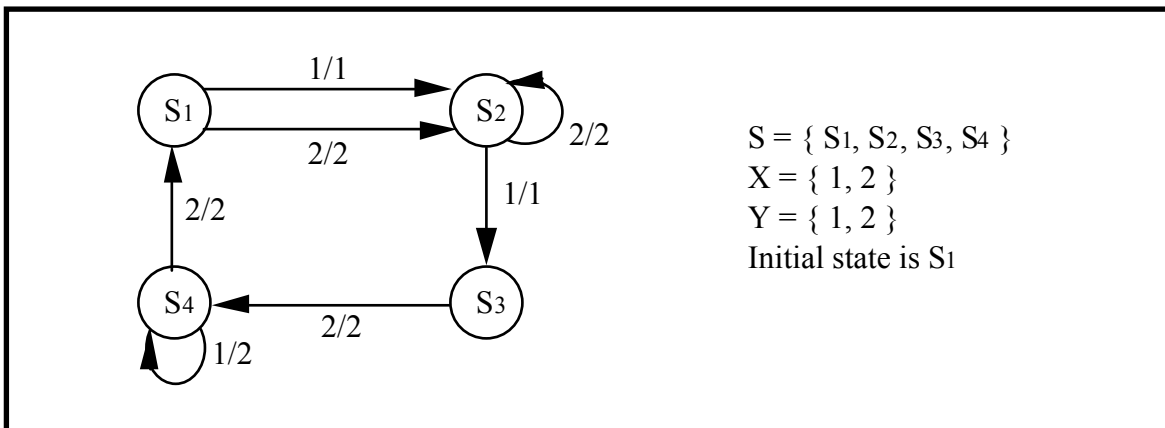 1/1
S1
S2
2/2
2/2
S = { S1, S2, S3, S4 }
X = { 1, 2 }
1/1
Y = { 1, 2 }
2/2
Initial state is S1
S4
S3
2/2
1/2